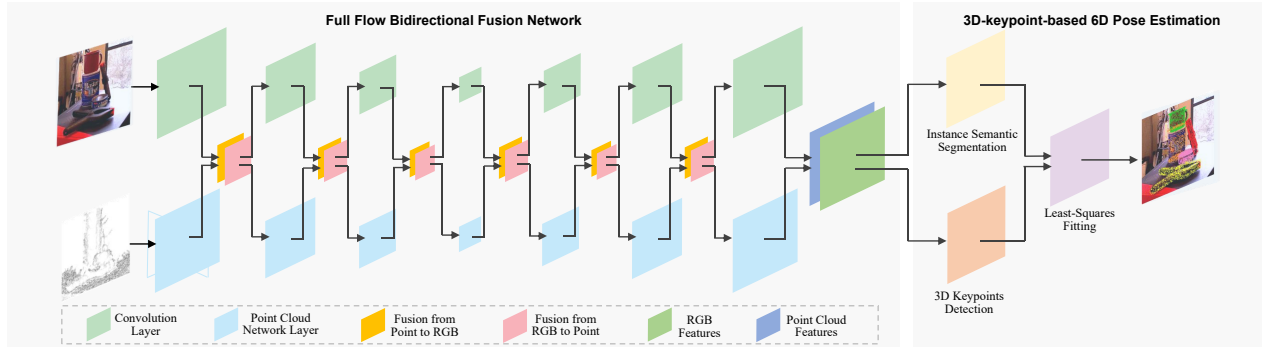 Full Flow Bidirectional Fusion Network
3D-keypoint-based 6D Pose Estimation
Instance Semantic
Segmentation
Least-Squares
Fitting
3D Keypoints
Detection
Convolution
Layer
Point Cloud
Network Layer
Fusion from
Point to RGB
Fusion from
RGB to Point
RGB
Features
Point Cloud
Features